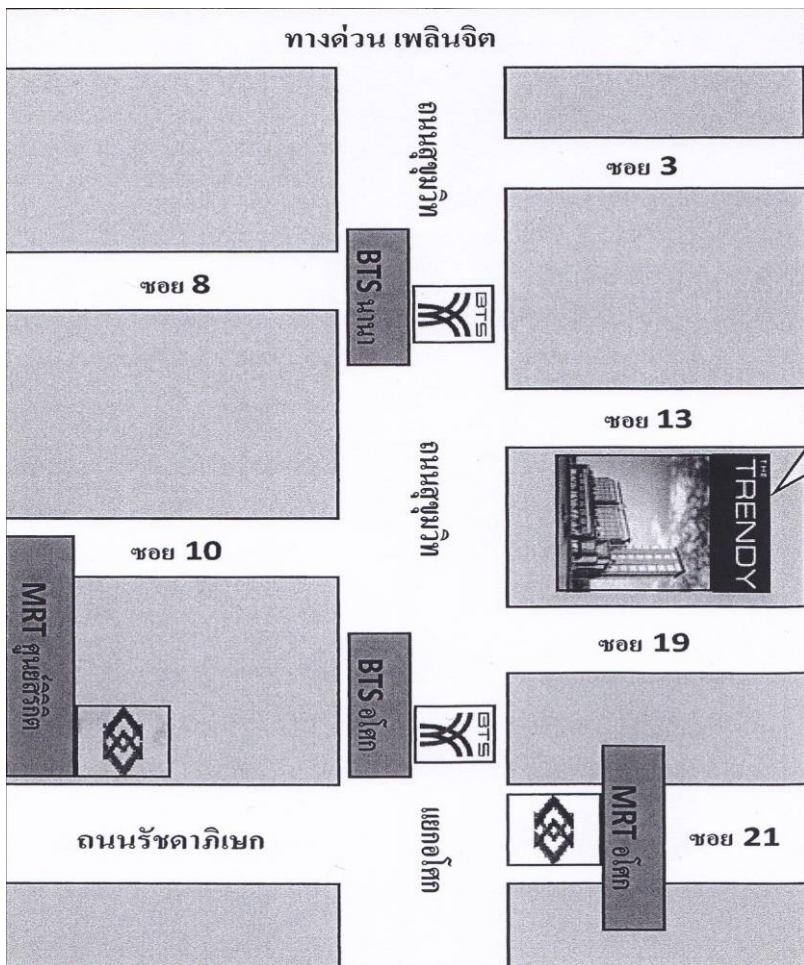 ทางด่วน เพลินจิต
ถนนสุขุมวิท
ซอย 3
BTS นานา
BTS
ซอย 8
ซอย 13
ถนนสุขุมวิท
THE
TRENDY
ซอย 10
MRT ศูนย์สิริกิติ์
BTS อโศก
BTS
ซอย 19
MRT อโศก
ซอย 21
ถนนรัชดาภิเษก
แยกอโศก